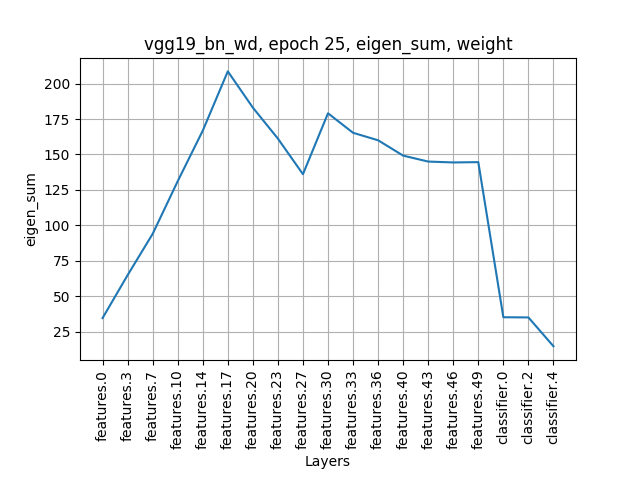 vgg19_bn_wd, epoch 25, eigen_sum, weight
eigen_sum
200
175
150
125
100
75
50
25
features.0
features.3
features.7
features.10
features.14
features.17
features.20
features.23
features.27
features.30
features.33
features.36
features.40
features.43
features.46
features.49
classifier.0
classifier.2
classifier.4
Layers